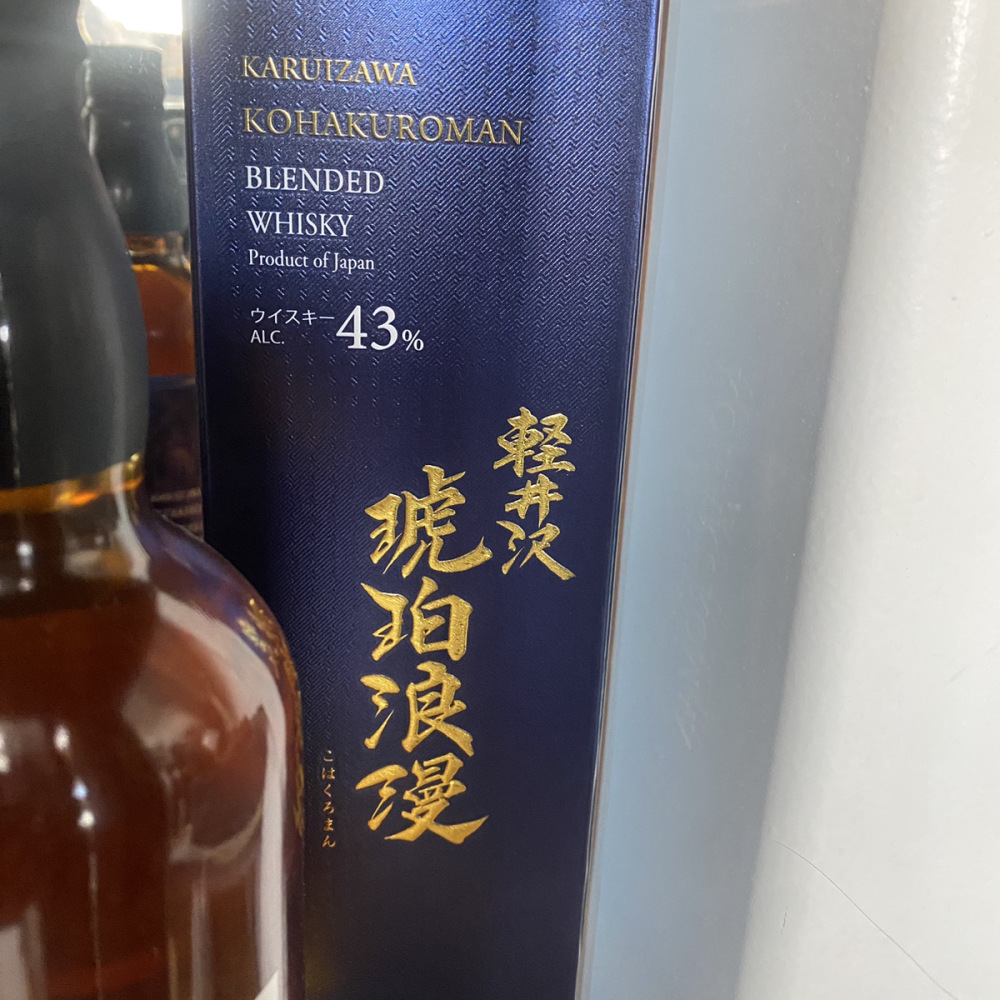 KARUIZAWA
KOHAKUROMAN
BLENDED
WHISKY
Product of Japan
ウイスキー
ALC. 43%
軽井沢
琥珀浪漫
こはくろまん